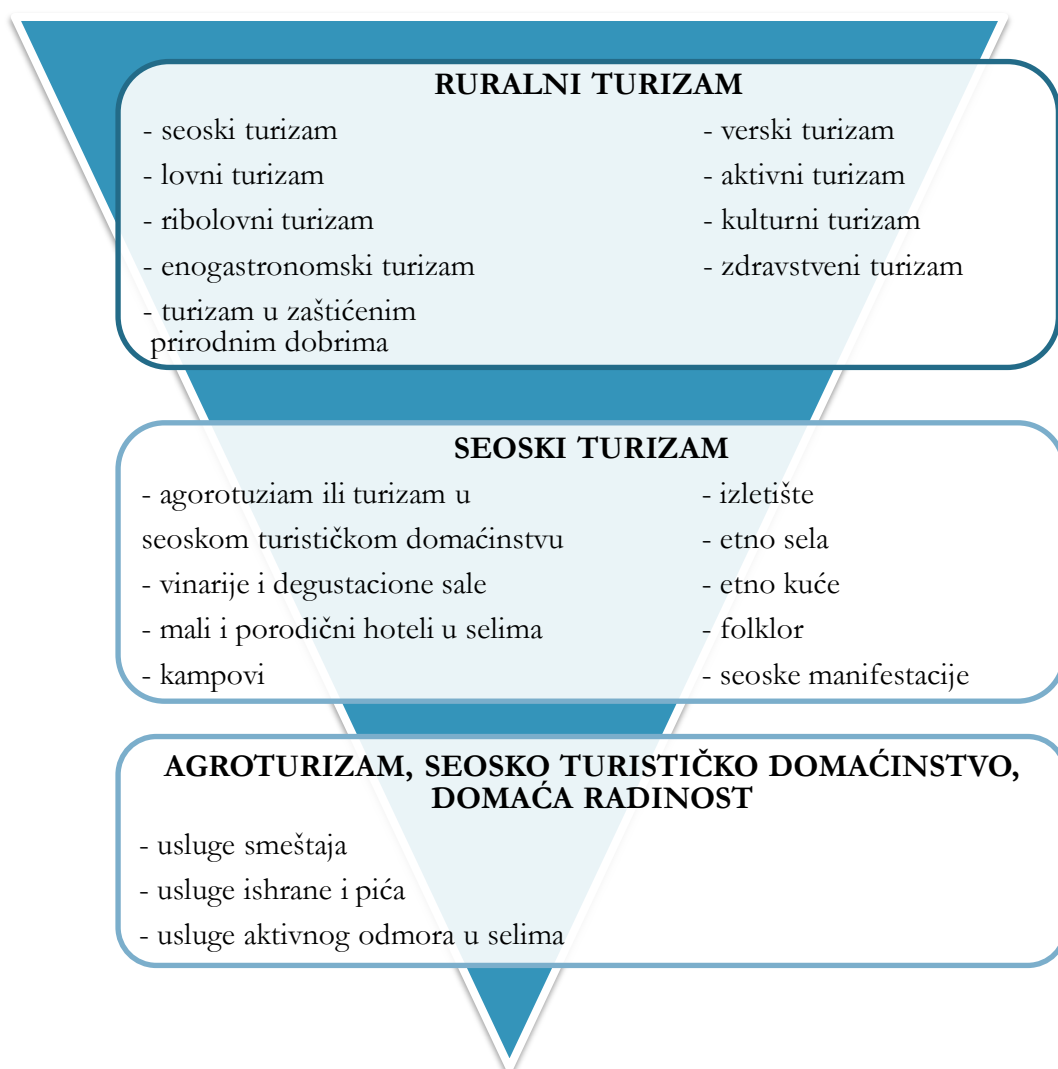 RURALNI TURIZAM
- seoski turizam
- lovni turizam
- ribolovni turizam
- enogastronomski turizam
- turizam u zaštićenim
prirodnim dobrima
- verski turizam
- aktivni turizam
- kulturni turizam
- zdravstveni turizam
SEOSKI TURIZAM
- agorotuziam ili turizam u
seoskom turističkom domaćinstvu
- vinarije i degustacione sale
- mali i porodični hoteli u selima
- kampovi
- izletište
- etno sela
- etno kuće
- folklor
- seoske manifestacije
AGROTURIZAM, SEOSKO TURISTIČKO DOMAĆINSTVO,
DOMAĆA RADINOST
- usluge smeštaja
- usluge ishrane i pića
- usluge aktivnog odmora u selima